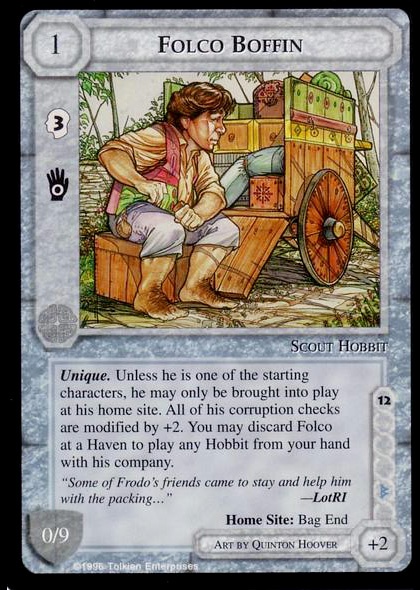 1
FOLCO BOFFIN
3
SCOUT HOBBIT
Unique. Unless he is one of the starting
characters, he may only be brought into play
at his home site. All of his corruption checks
are modified by +2. You may discard Folco
at a Haven to play any Hobbit from your hand
with his company.
12
“Some of Frodo’s friends came to stay and help him
with the packing…” —LotRI
Home Site: Bag End
0/9
ART BY QUINTON HOOVER
+2
©1996 Tolkien Enterprises